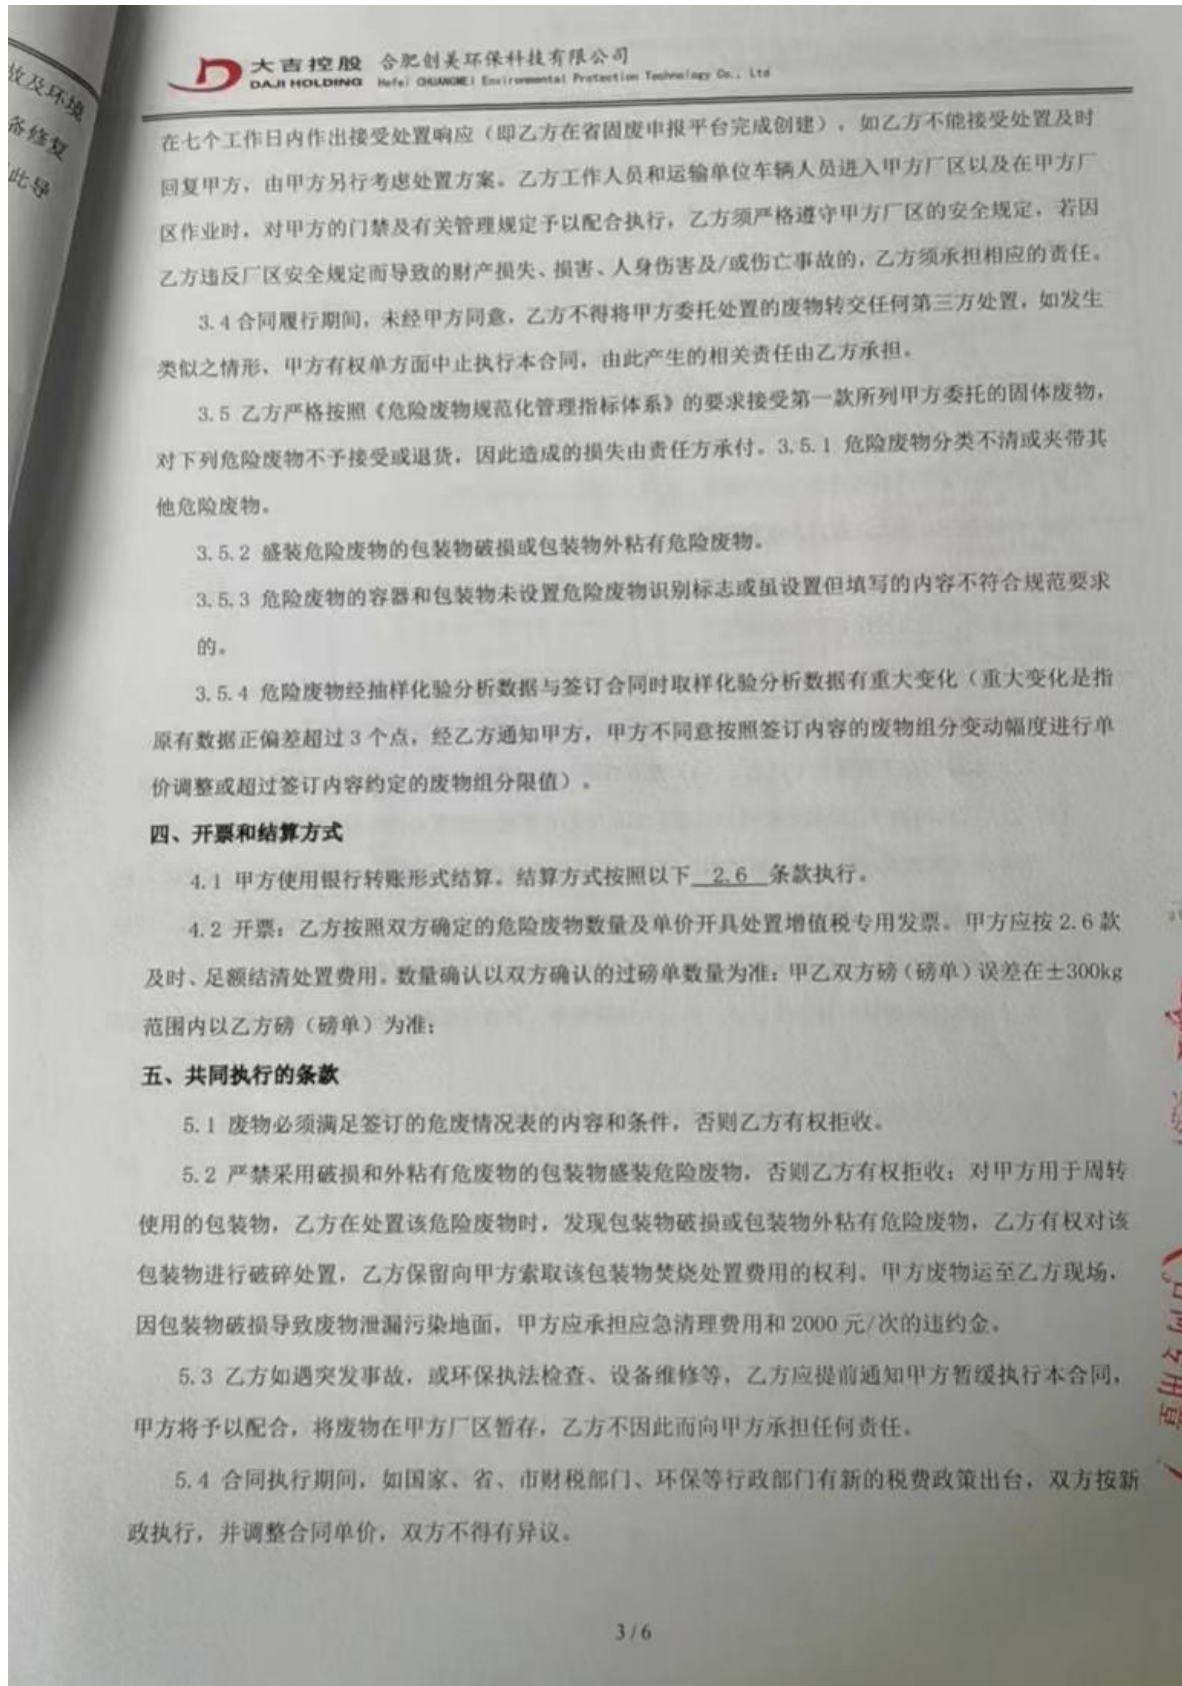 故及环境
备修复
此导
大吉控股 合肥创美环保科技有限公司
DAJI HOLDING Hefei CHUANGMEI Environmental Protection Technology Co., Ltd
在七个工作日内作出接受处置响应（即乙方在省固废申报平台完成创建），如乙方不能接受处置及时
回复甲方，由甲方另行考虑处置方案。乙方工作人员和运输单位车辆人员进入甲方厂区以及在甲方厂
区作业时，对甲方的门禁及有关管理规定予以配合执行，乙方须严格遵守甲方厂区的安全规定，若因
乙方违反厂区安全规定而导致的财产损失、损害、人身伤害及/或伤亡事故的，乙方须承担相应的责任。
3.4 合同履行期间，未经甲方同意，乙方不得将甲方委托处置的废物转交任何第三方处置，如发生
类似之情形，甲方有权单方面中止执行本合同，由此产生的相关责任由乙方承担。
3.5 乙方严格按照《危险废物规范化管理指标体系》的要求接受第一款所列甲方委托的固体废物，
对下列危险废物不予接受或退货，因此造成的损失由责任方承付。3.5.1 危险废物分类不清或夹带其
他危险废物。
3.5.2 盛装危险废物的包装物破损或包装物外粘有危险废物。
3.5.3 危险废物的容器和包装物未设置危险废物识别标志或虽设置但填写的内容不符合规范要求
的。
3.5.4 危险废物经抽样化验分析数据与签订合同时取样化验分析数据有重大变化（重大变化是指
原有数据正偏差超过 3 个点，经乙方通知甲方，甲方不同意按照签订内容的废物组分变动幅度进行单
价调整或超过签订内容约定的废物组分限值）。
四、开票和结算方式
4.1 甲方使用银行转账形式结算。结算方式按照以下 2.6 条款执行。
4.2 开票：乙方按照双方确定的危险废物数量及单价开具处置增值税专用发票。甲方应按 2.6 款
及时、足额结清处置费用。数量确认以双方确认的过磅单数量为准；甲乙双方磅（磅单）误差在±300kg
范围内以乙方磅（磅单）为准；
五、共同执行的条款
5.1 废物必须满足签订的危废情况表的内容和条件，否则乙方有权拒收。
5.2 严禁采用破损和外粘有危废物的包装物盛装危险废物，否则乙方有权拒收；对甲方用于周转
使用的包装物，乙方在处置该危险废物时，发现包装物破损或包装物外粘有危险废物，乙方有权对该
包装物进行破碎处置，乙方保留向甲方索取该包装物焚烧处置费用的权利。甲方废物运至乙方现场，
因包装物破损导致废物泄漏污染地面，甲方应承担应急清理费用和 2000 元/次的违约金。
5.3 乙方如遇突发事故，或环保执法检查、设备维修等，乙方应提前通知甲方暂缓执行本合同，
甲方将予以配合，将废物在甲方厂区暂存，乙方不因此而向甲方承担任何责任。
5.4 合同执行期间，如国家、省、市财税部门、环保等行政部门有新的税费政策出台，双方按新
政执行，并调整合同单价，双方不得有异议。
3/6